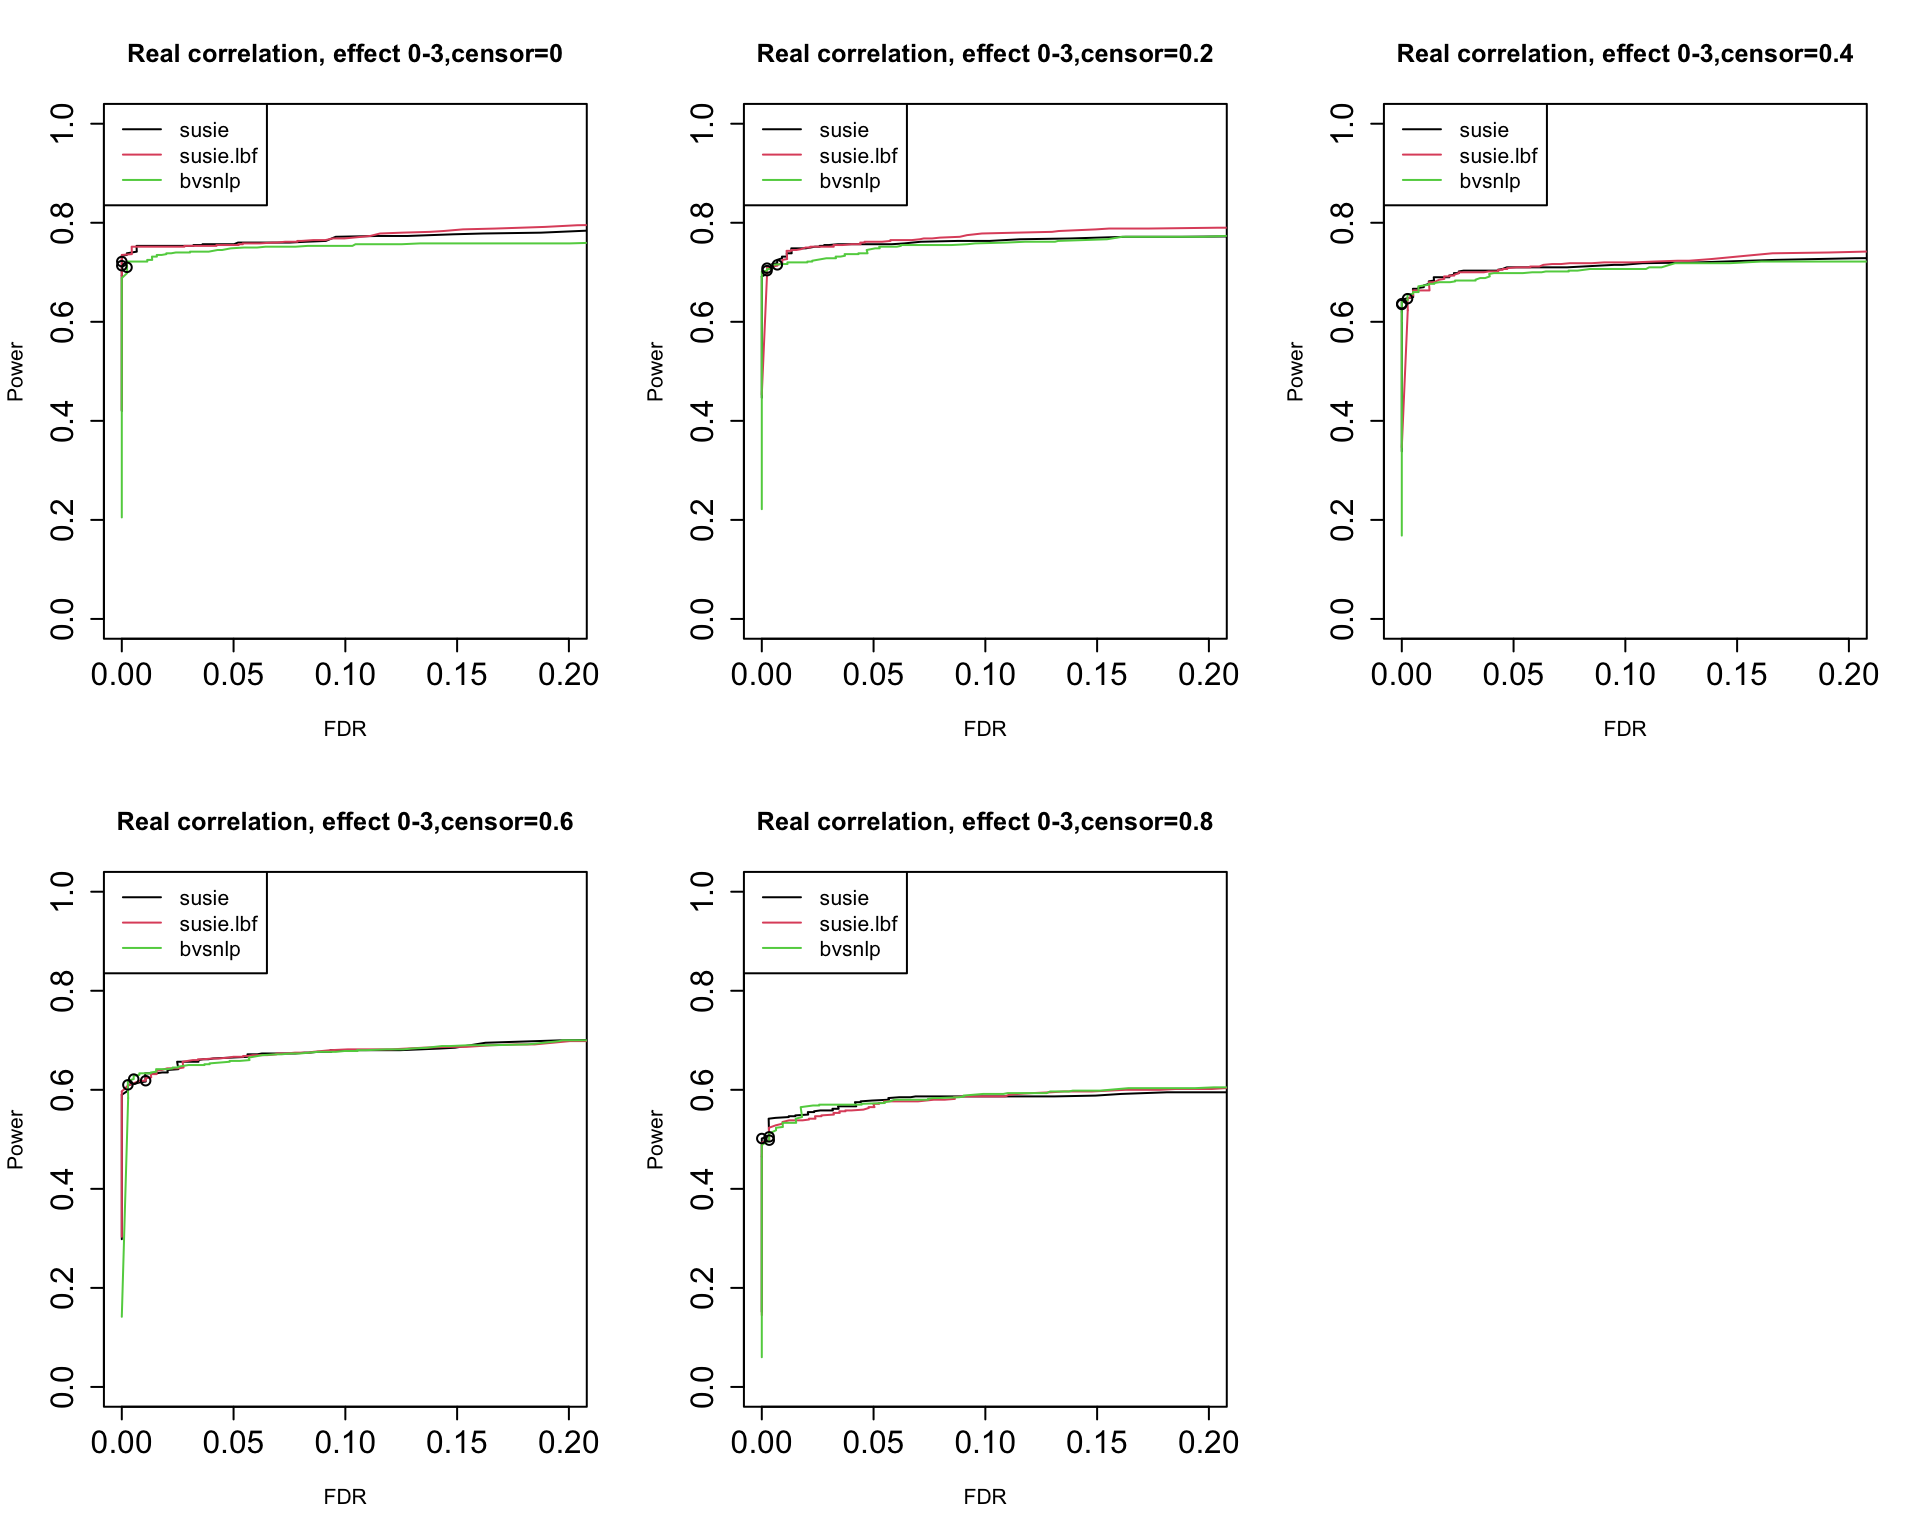 Real correlation, effect 0-3,censor=0
susie
susie.lbf
bvsnlp
Power
1.0
0.8
0.6
0.4
0.2
0.0
0.00 0.05 0.10 0.15 0.20
FDR
Real correlation, effect 0-3,censor=0.2
susie
susie.lbf
bvsnlp
Power
1.0
0.8
0.6
0.4
0.2
0.0
0.00 0.05 0.10 0.15 0.20
FDR
Real correlation, effect 0-3,censor=0.4
susie
susie.lbf
bvsnlp
Power
1.0
0.8
0.6
0.4
0.2
0.0
0.00 0.05 0.10 0.15 0.20
FDR
Real correlation, effect 0-3,censor=0.6
susie
susie.lbf
bvsnlp
Power
1.0
0.8
0.6
0.4
0.2
0.0
0.00 0.05 0.10 0.15 0.20
FDR
Real correlation, effect 0-3,censor=0.8
susie
susie.lbf
bvsnlp
Power
1.0
0.8
0.6
0.4
0.2
0.0
0.00 0.05 0.10 0.15 0.20
FDR